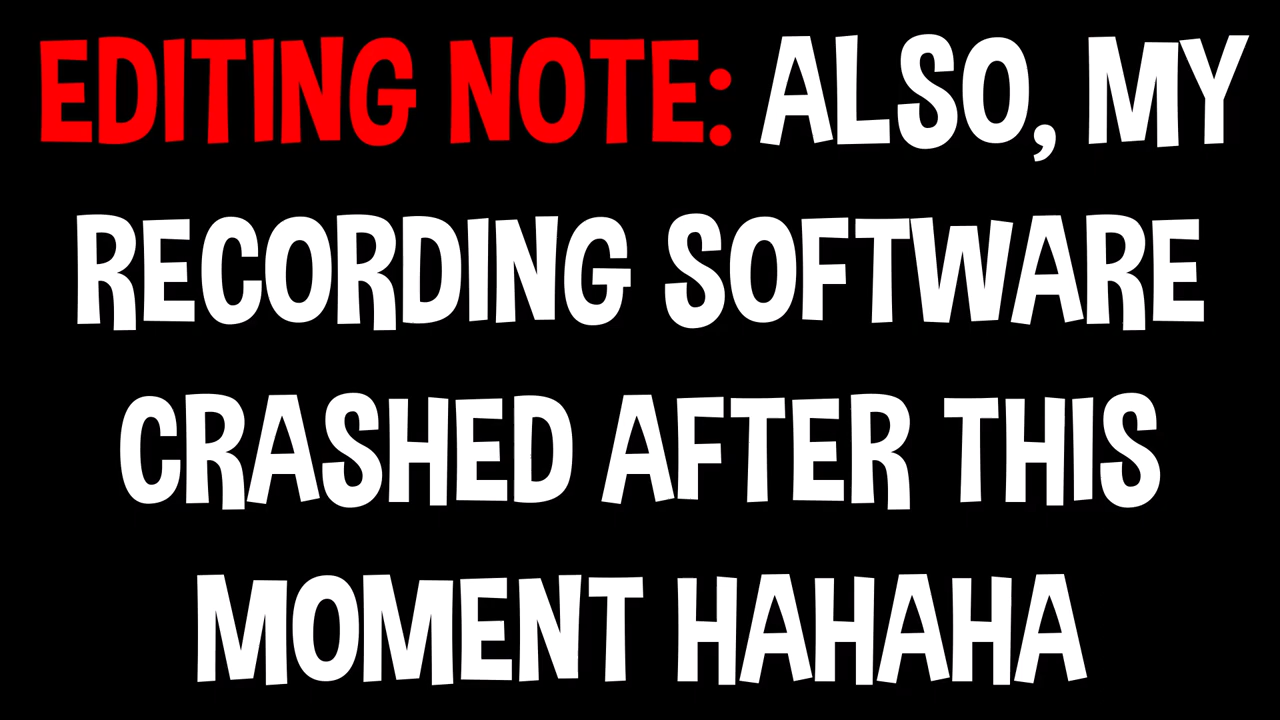 EDITING NOTE: ALSO, MY
RECORDING SOFTWARE
CRASHED AFTER THIS
MOMENT HAHAHA